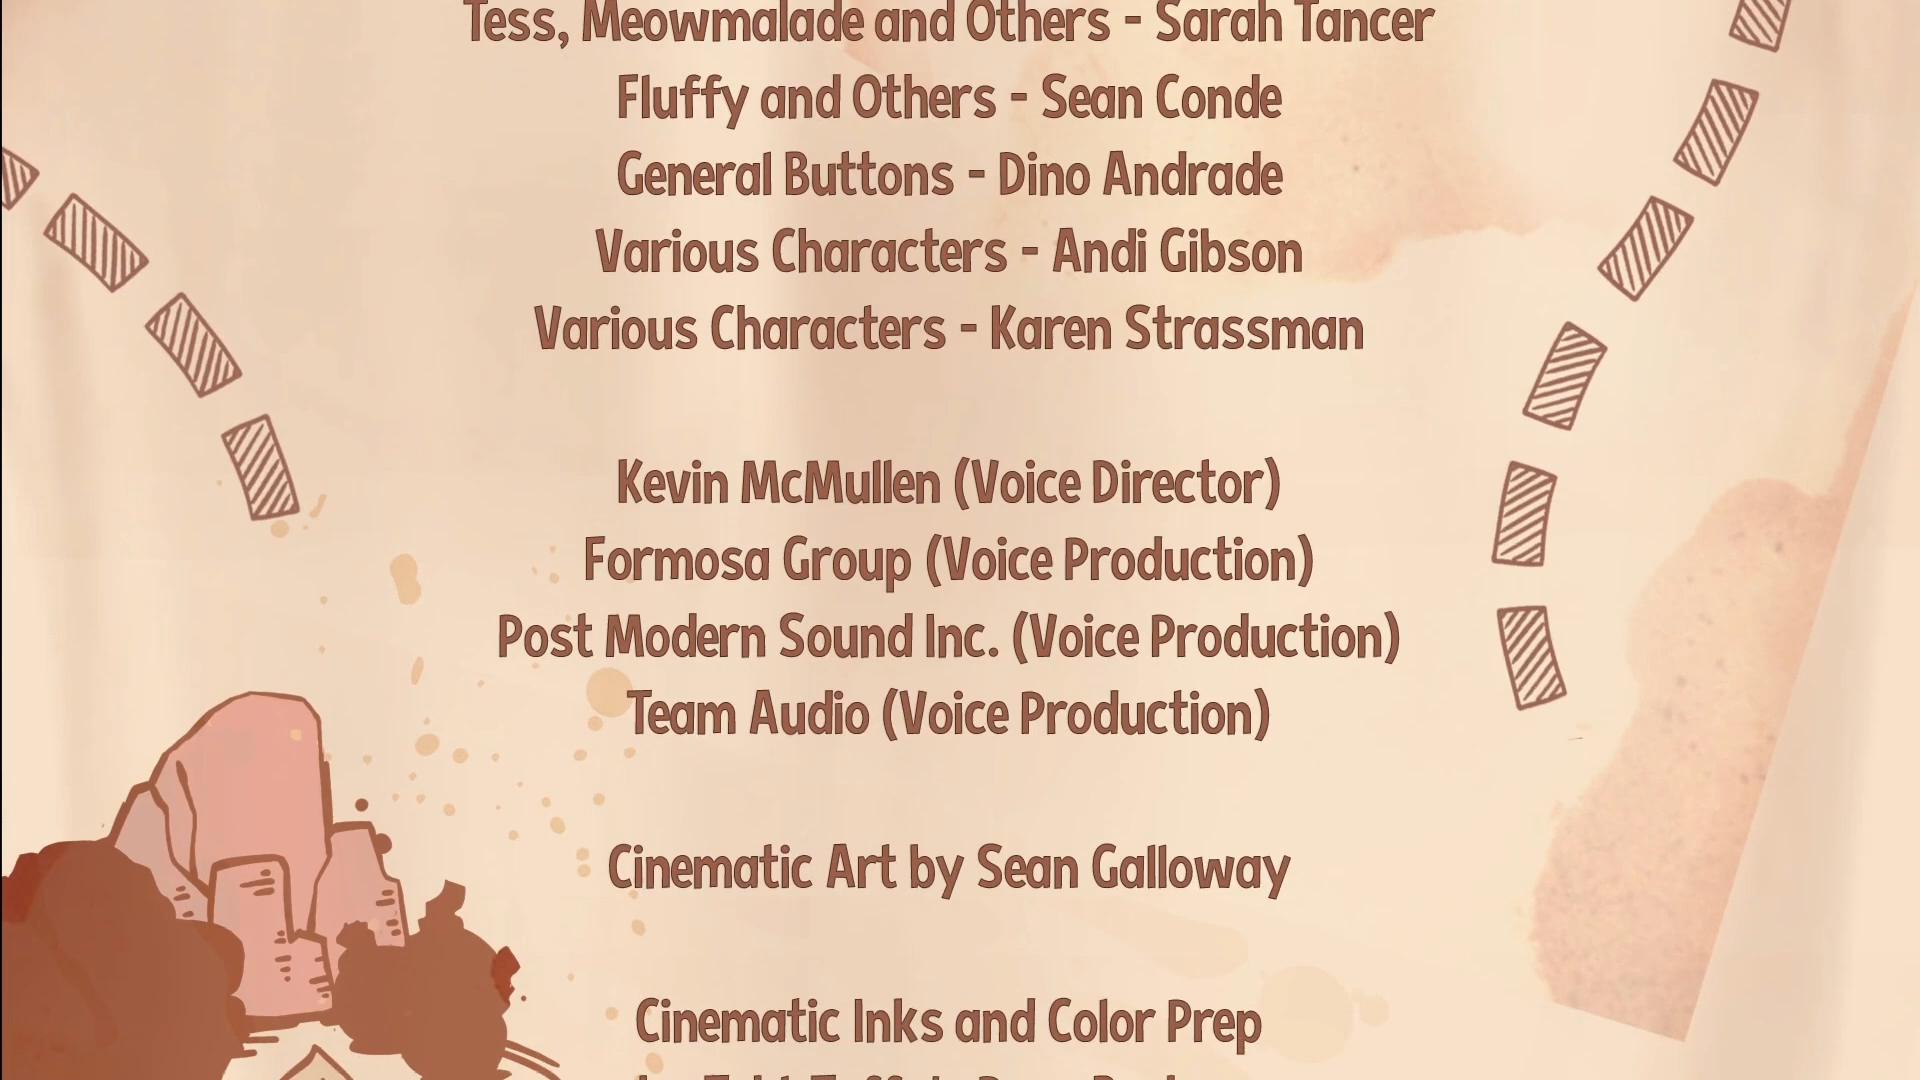 Tess, Meowmalade and Others - Sarah Tancer
Fluffy and Others - Sean Conde
General Buttons - Dino Andrade
Various Characters - Andi Gibson
Various Characters - Karen Strassman
Kevin McMullen (Voice Director)
Formosa Group (Voice Production)
Post Modern Sound Inc. (Voice Production)
Team Audio (Voice Production)
Cinematic Art by Sean Galloway
Cinematic Inks and Color Prep